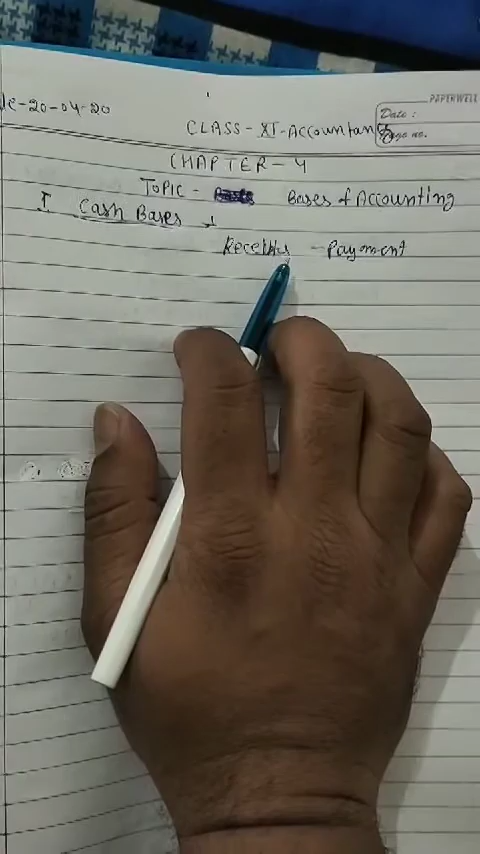 PAPERWELL
20-04-20
Date :
CLASS - XI - Accountan
Page no.
CHAPTER - 4
TOPIC - Bases of Accounting
I Cash Bases :-
Receipts - Payment